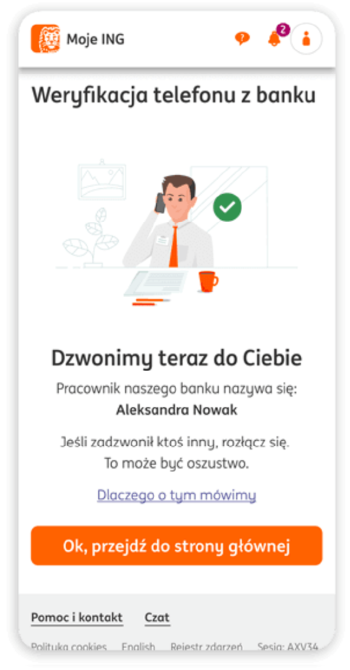 Moje ING
2
Weryfikacja telefonu z banku
Dzwonimy teraz do Ciebie
Pracownik naszego banku nazywa się:
Aleksandra Nowak
Jeśli zadzwonił ktoś inny, rozłącz się.
To może być oszustwo.
Dlaczego o tym mówimy
Ok, przejdź do strony głównej
Pomoc i kontakt Czat
Polityka cookies English Rejestr zdarzeń Sesja: AXV34